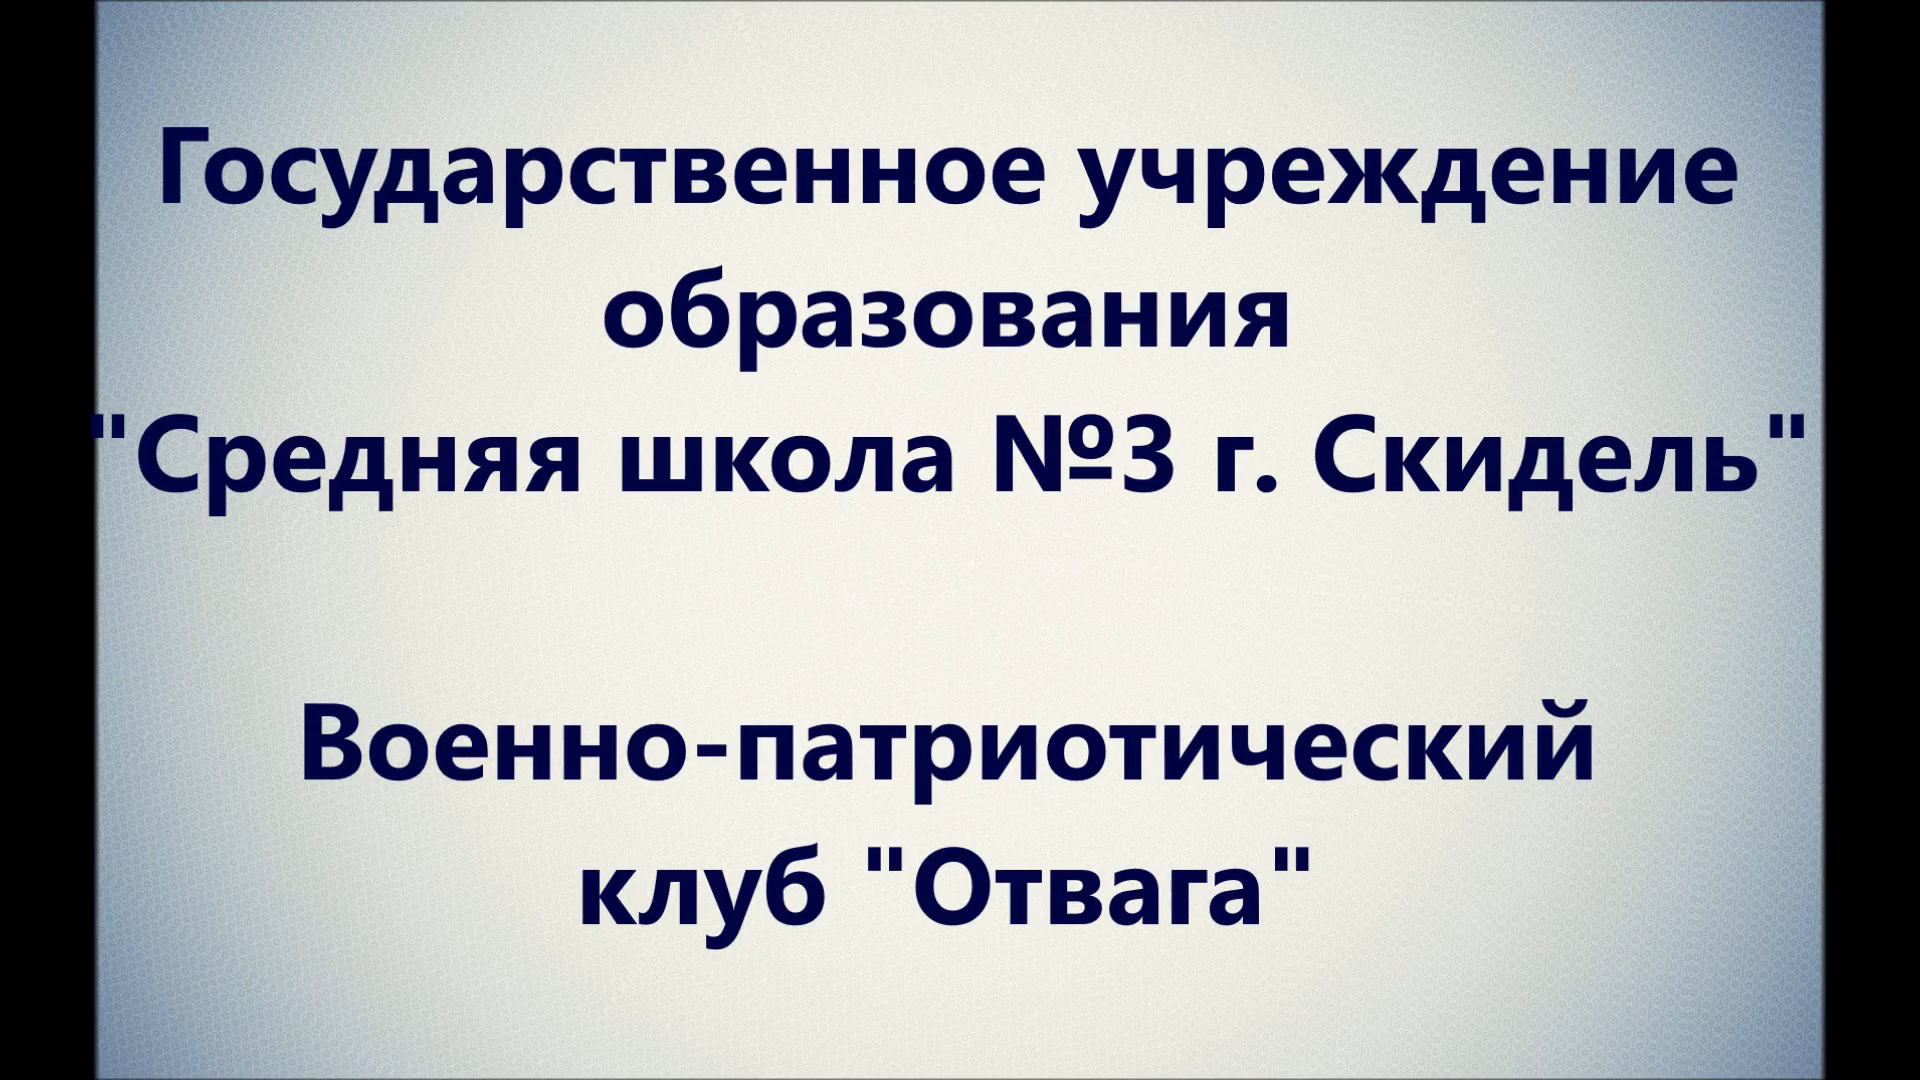 Государственное учреждение
образования
"Средняя школа №3 г. Скидель"
Военно-патриотический
клуб "Отвага"